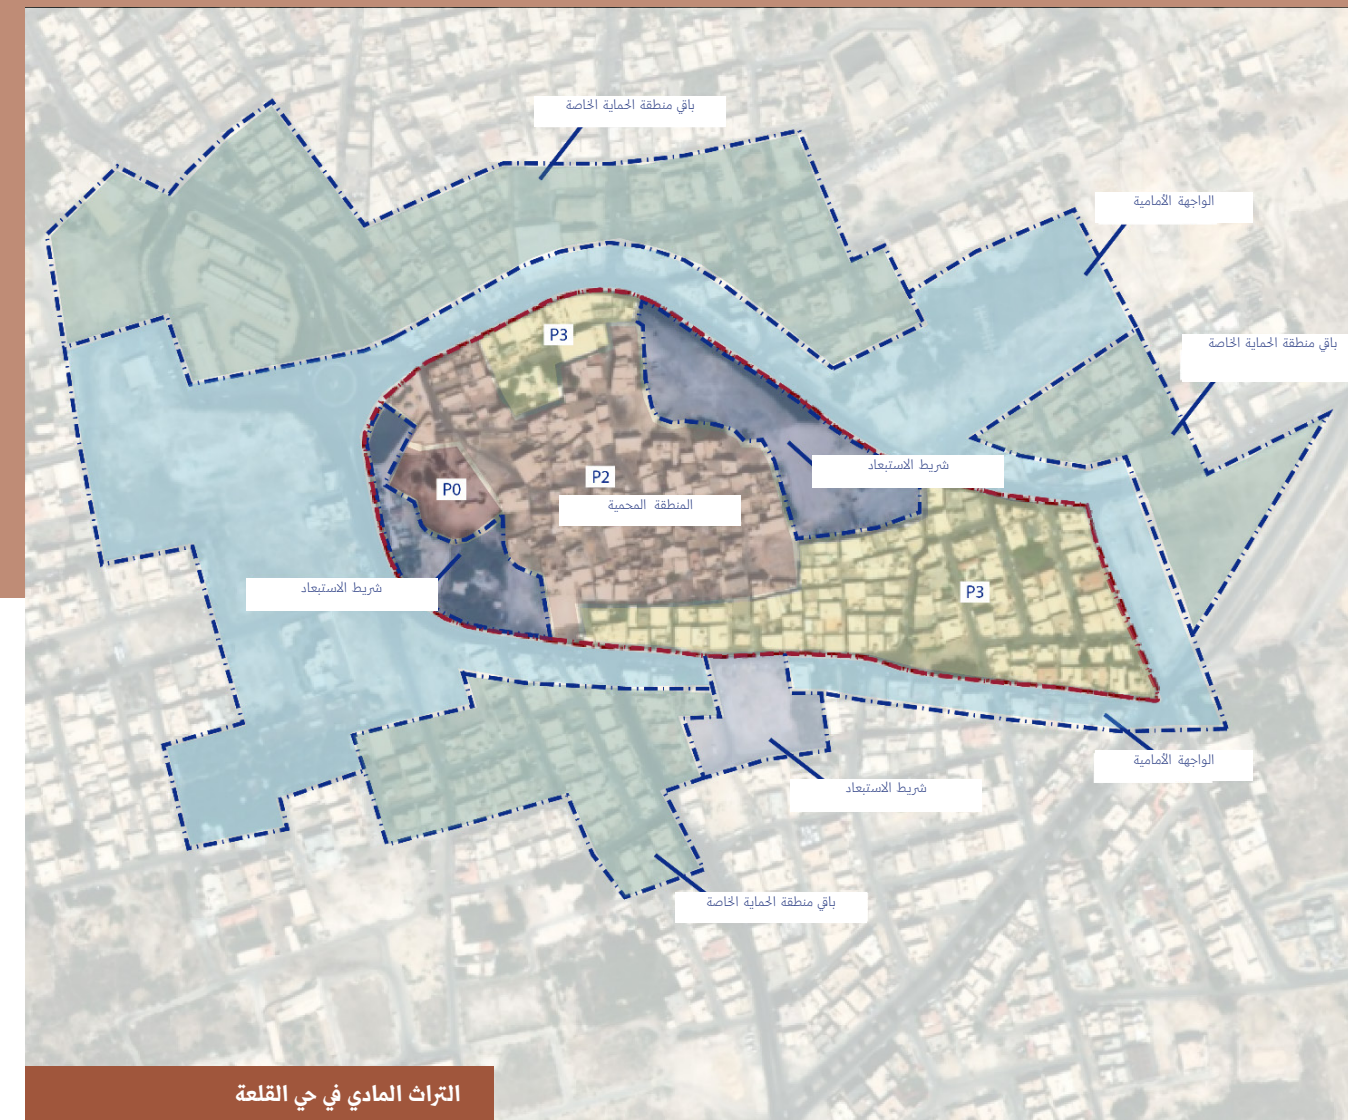 باقي منطقة الحماية الخاصة
الواجهة الأمامية
P3
باقي منطقة الحماية الخاصة
شريط الاستبعاد
P2
P0
المنطقة المحمية
شريط الاستبعاد
P3
الواجهة الأمامية
شريط الاستبعاد
باقي منطقة الحماية الخاصة
التراث المادي في حي القلعة